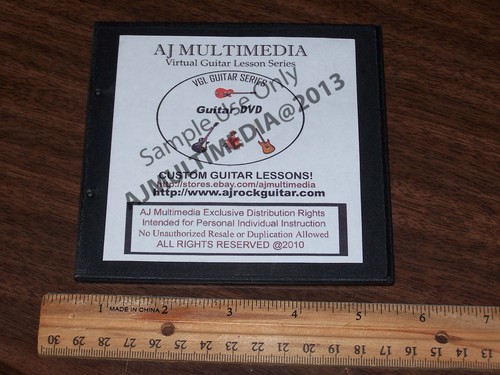 AJ MULTIMEDIA
Virtual Guitar Lesson Series
VGL GUITAR SERIES
Guitar DVD
Sample Use Only
AJMULTIMEDIA@2013
CUSTOM GUITAR LESSONS!
http://stores.ebay.com/ajmultimedia
http://www.ajrockguitar.com
AJ Multimedia Exclusive Distribution Rights
Intended for Personal Individual Instruction
No Unauthorized Resale or Duplication Allowed
ALL RIGHTS RESERVED @2010
1 2 3 4 5 6 7
MADE IN CHINA
30 29 28 27 26 25 24 23 22 21 20 19 18 17 16 15 14 13 12